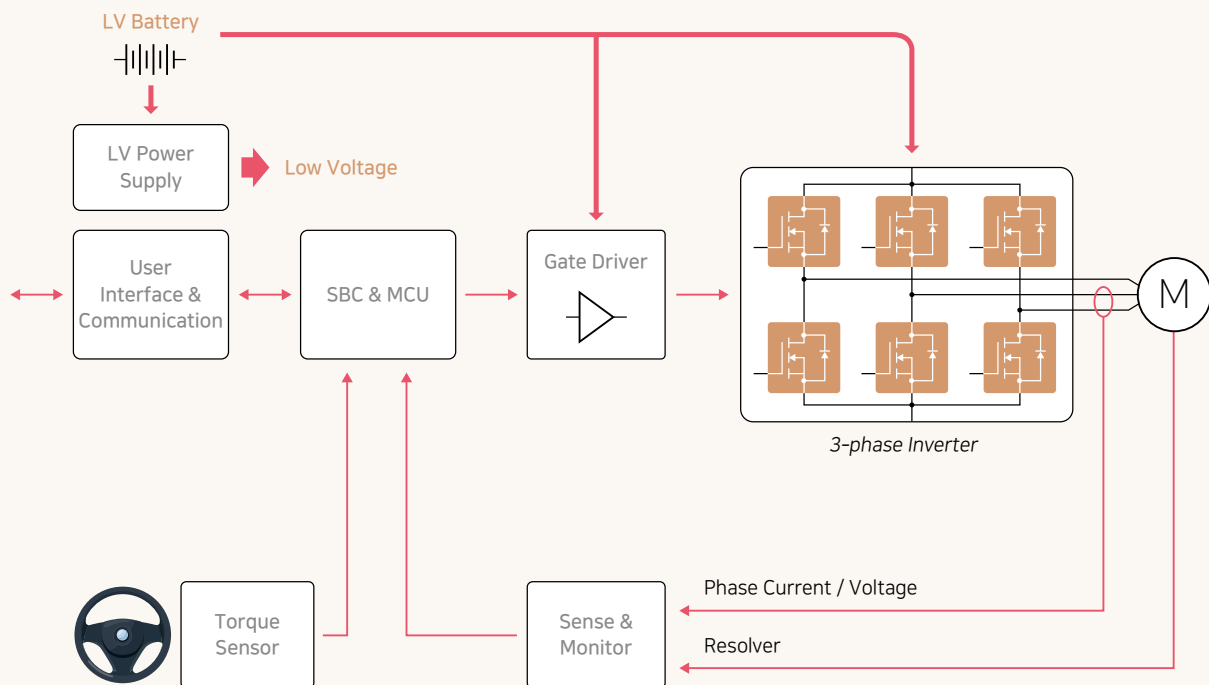 LV Battery
LV Power
Supply
Low Voltage
User
Interface &
Communication
SBC & MCU
Gate Driver
M
3-phase Inverter
Phase Current / Voltage
Torque
Sensor
Sense &
Monitor
Resolver